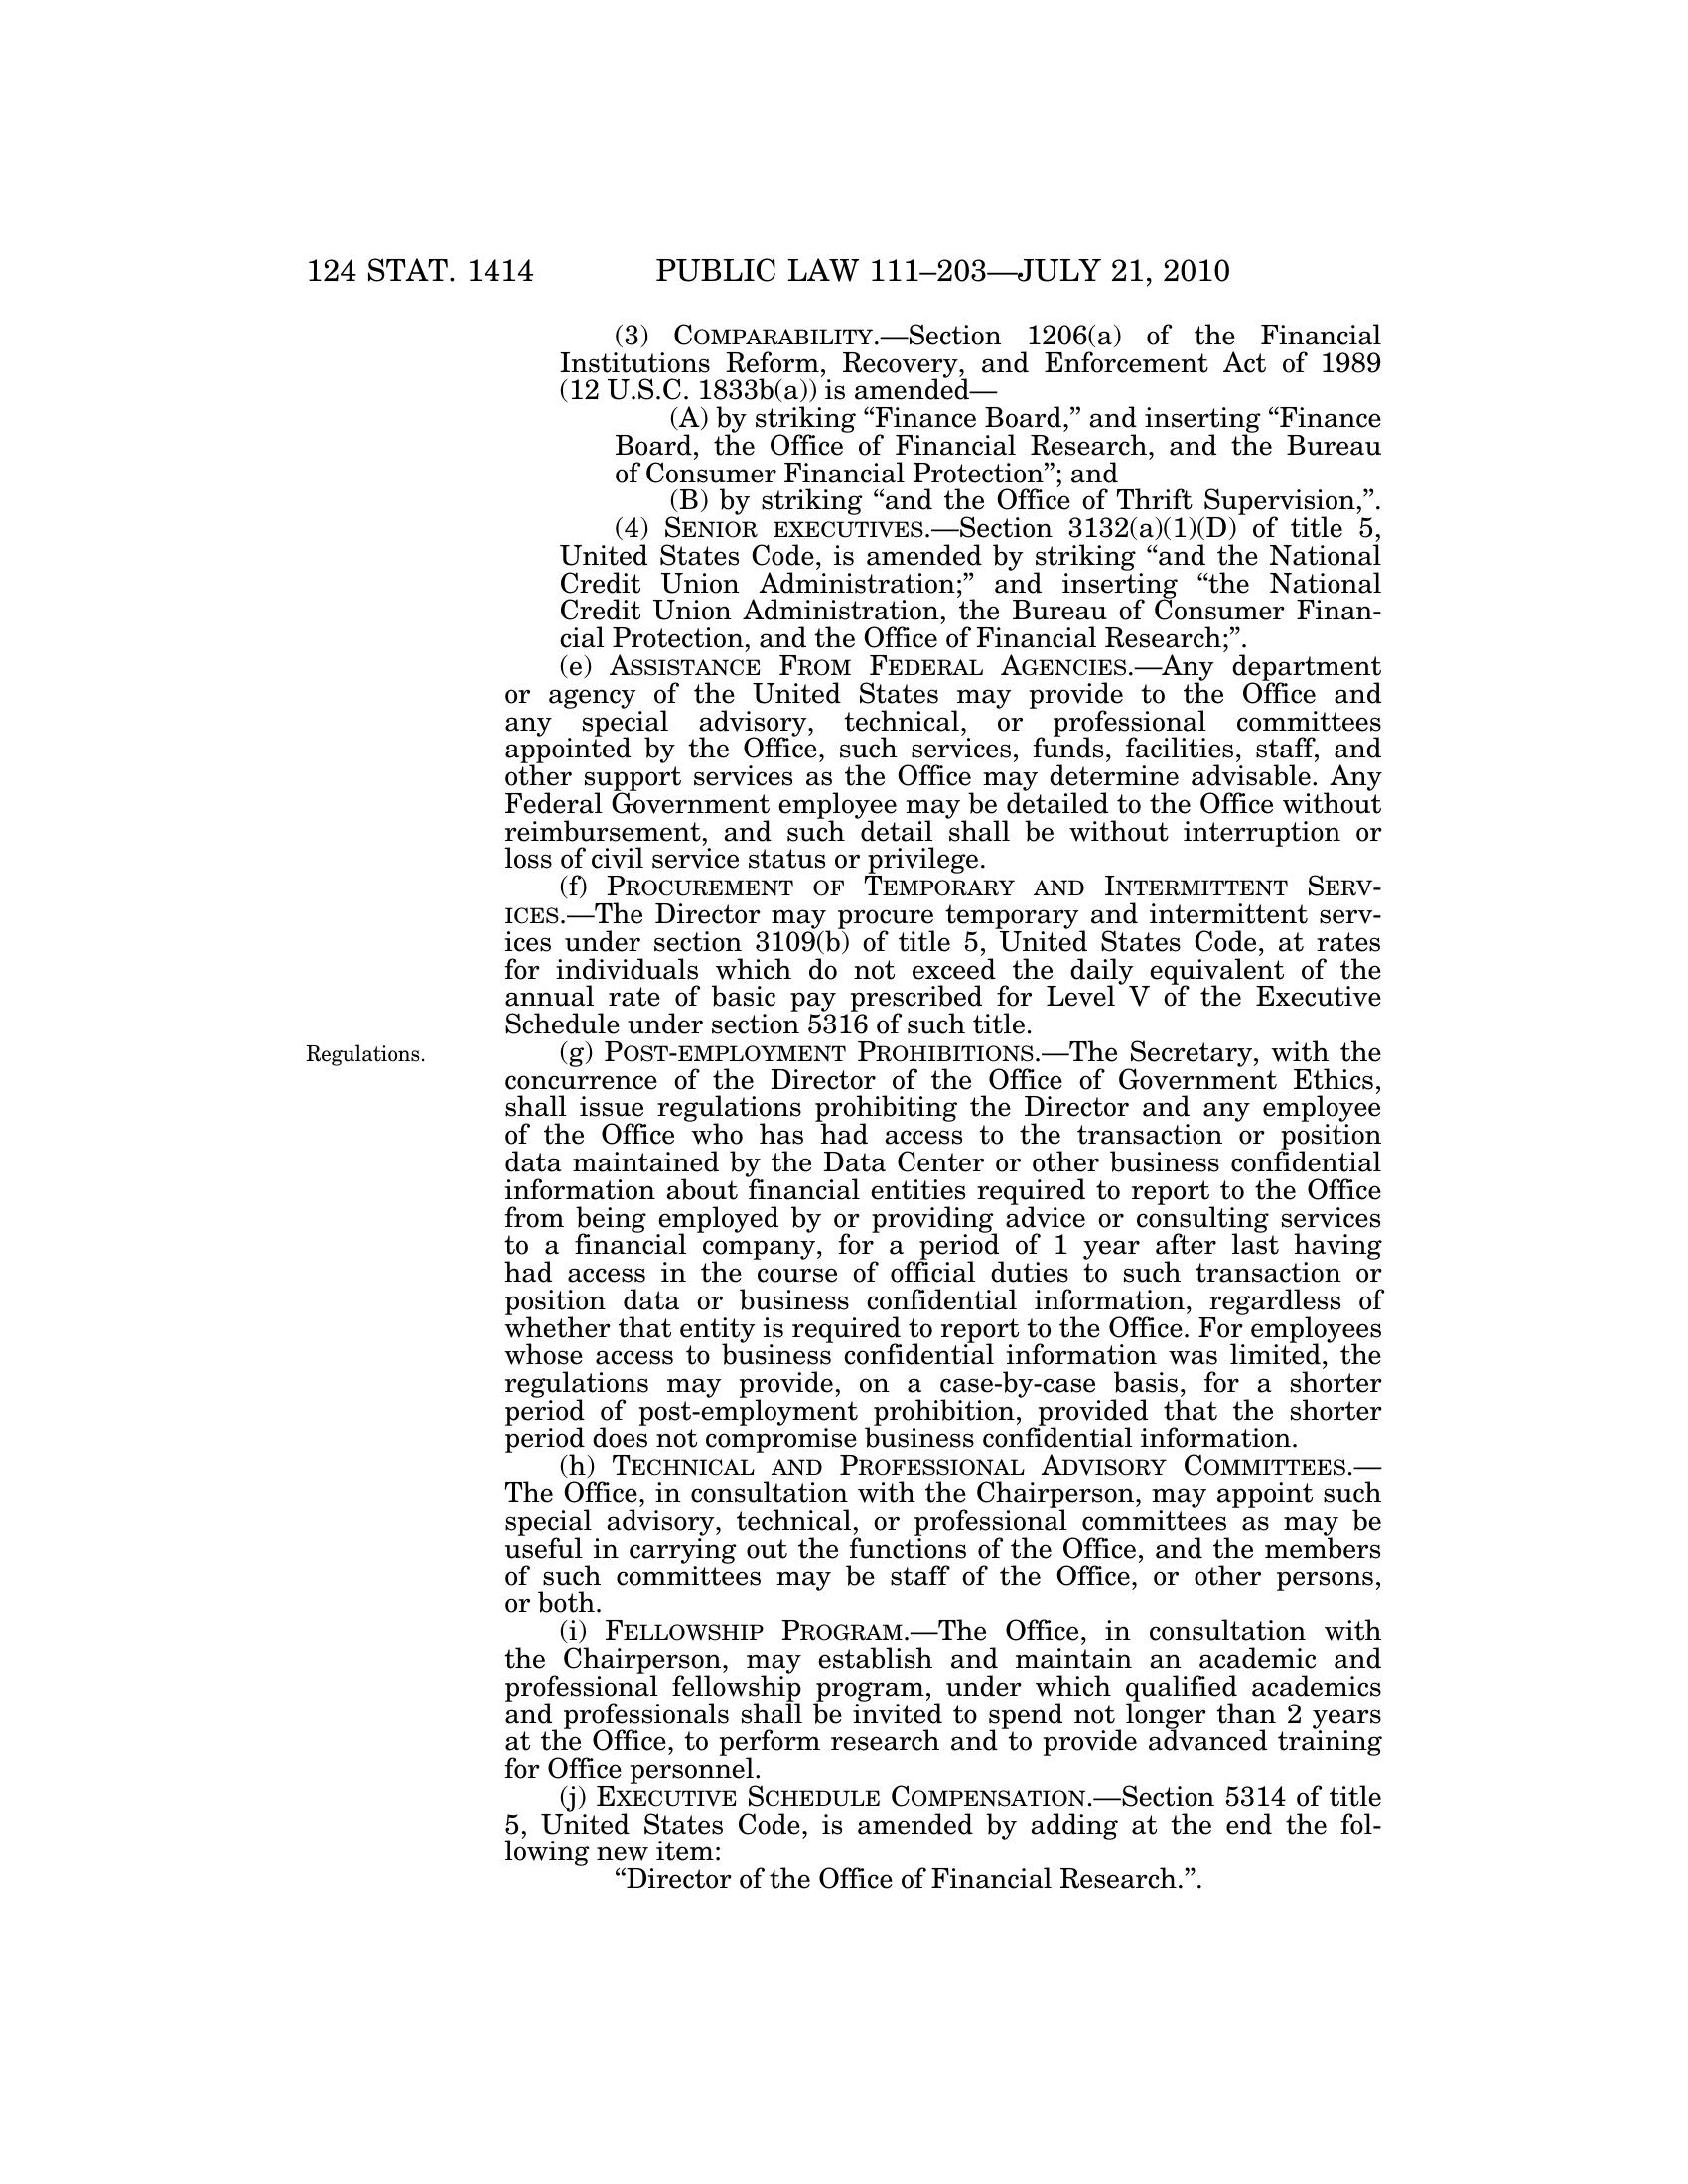 124 STAT. 1414 PUBLIC LAW 111–203—JULY 21, 2010
(3) COMPARABILITY.—Section 1206(a) of the Financial
Institutions Reform, Recovery, and Enforcement Act of 1989
(12 U.S.C. 1833b(a)) is amended—
(A) by striking “Finance Board,” and inserting “Finance
Board, the Office of Financial Research, and the Bureau
of Consumer Financial Protection”; and
(B) by striking “and the Office of Thrift Supervision,”.
(4) SENIOR EXECUTIVES.—Section 3132(a)(1)(D) of title 5,
United States Code, is amended by striking “and the National
Credit Union Administration;” and inserting “the National
Credit Union Administration, the Bureau of Consumer Finan-
cial Protection, and the Office of Financial Research;”.
(e) ASSISTANCE FROM FEDERAL AGENCIES.—Any department
or agency of the United States may provide to the Office and
any special advisory, technical, or professional committees
appointed by the Office, such services, funds, facilities, staff, and
other support services as the Office may determine advisable. Any
Federal Government employee may be detailed to the Office without
reimbursement, and such detail shall be without interruption or
loss of civil service status or privilege.
(f) PROCUREMENT OF TEMPORARY AND INTERMITTENT SERV-
ICES.—The Director may procure temporary and intermittent serv-
ices under section 3109(b) of title 5, United States Code, at rates
for individuals which do not exceed the daily equivalent of the
annual rate of basic pay prescribed for Level V of the Executive
Schedule under section 5316 of such title.
Regulations.
(g) POST-EMPLOYMENT PROHIBITIONS.—The Secretary, with the
concurrence of the Director of the Office of Government Ethics,
shall issue regulations prohibiting the Director and any employee
of the Office who has had access to the transaction or position
data maintained by the Data Center or other business confidential
information about financial entities required to report to the Office
from being employed by or providing advice or consulting services
to a financial company, for a period of 1 year after last having
had access in the course of official duties to such transaction or
position data or business confidential information, regardless of
whether that entity is required to report to the Office. For employees
whose access to business confidential information was limited, the
regulations may provide, on a case-by-case basis, for a shorter
period of post-employment prohibition, provided that the shorter
period does not compromise business confidential information.
(h) TECHNICAL AND PROFESSIONAL ADVISORY COMMITTEES.—
The Office, in consultation with the Chairperson, may appoint such
special advisory, technical, or professional committees as may be
useful in carrying out the functions of the Office, and the members
of such committees may be staff of the Office, or other persons,
or both.
(i) FELLOWSHIP PROGRAM.—The Office, in consultation with
the Chairperson, may establish and maintain an academic and
professional fellowship program, under which qualified academics
and professionals shall be invited to spend not longer than 2 years
at the Office, to perform research and to provide advanced training
for Office personnel.
(j) EXECUTIVE SCHEDULE COMPENSATION.—Section 5314 of title
5, United States Code, is amended by adding at the end the fol-
lowing new item:
“Director of the Office of Financial Research.”.